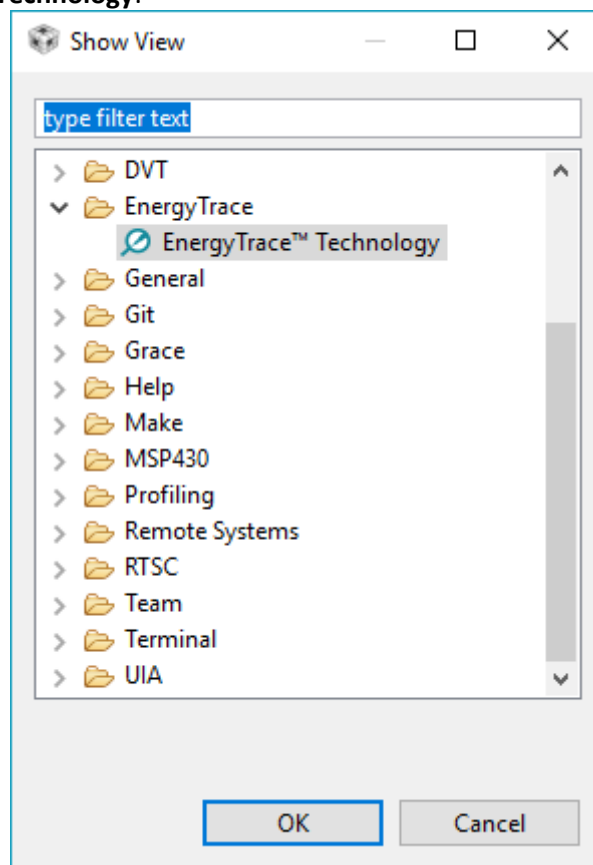 Technology.
Show View
type filter text
DVT
EnergyTrace
EnergyTrace™ Technology
General
Git
Grace
Help
Make
MSP430
Profiling
Remote Systems
RTSC
Team
Terminal
UIA
OK
Cancel